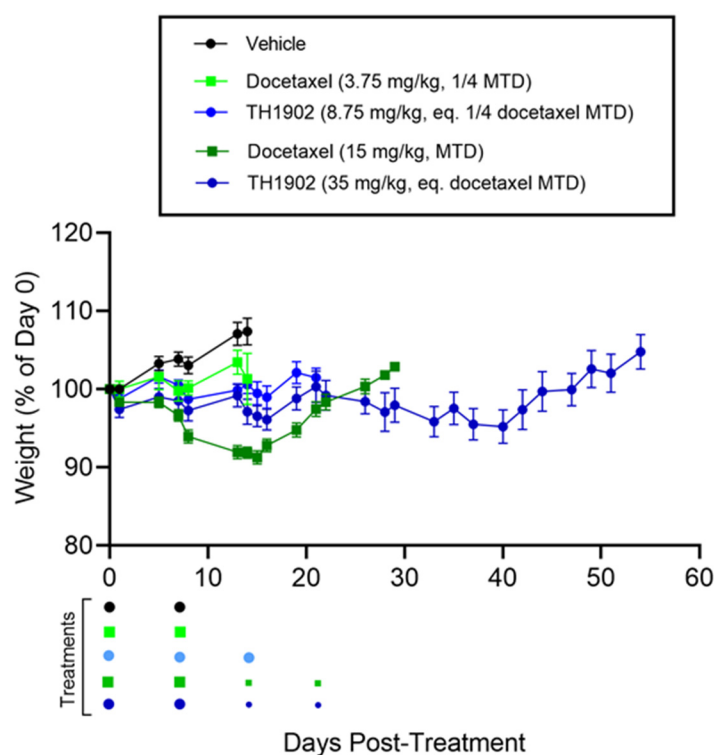 Vehicle
Docetaxel (3.75 mg/kg, 1/4 MTD)
TH1902 (8.75 mg/kg, eq. 1/4 docetaxel MTD)
Docetaxel (15 mg/kg, MTD)
TH1902 (35 mg/kg, eq. docetaxel MTD)
120
110
100
90
80
Weight (% of Day 0)
0 10 20 30 40 50 60
Treatments
Days Post-Treatment